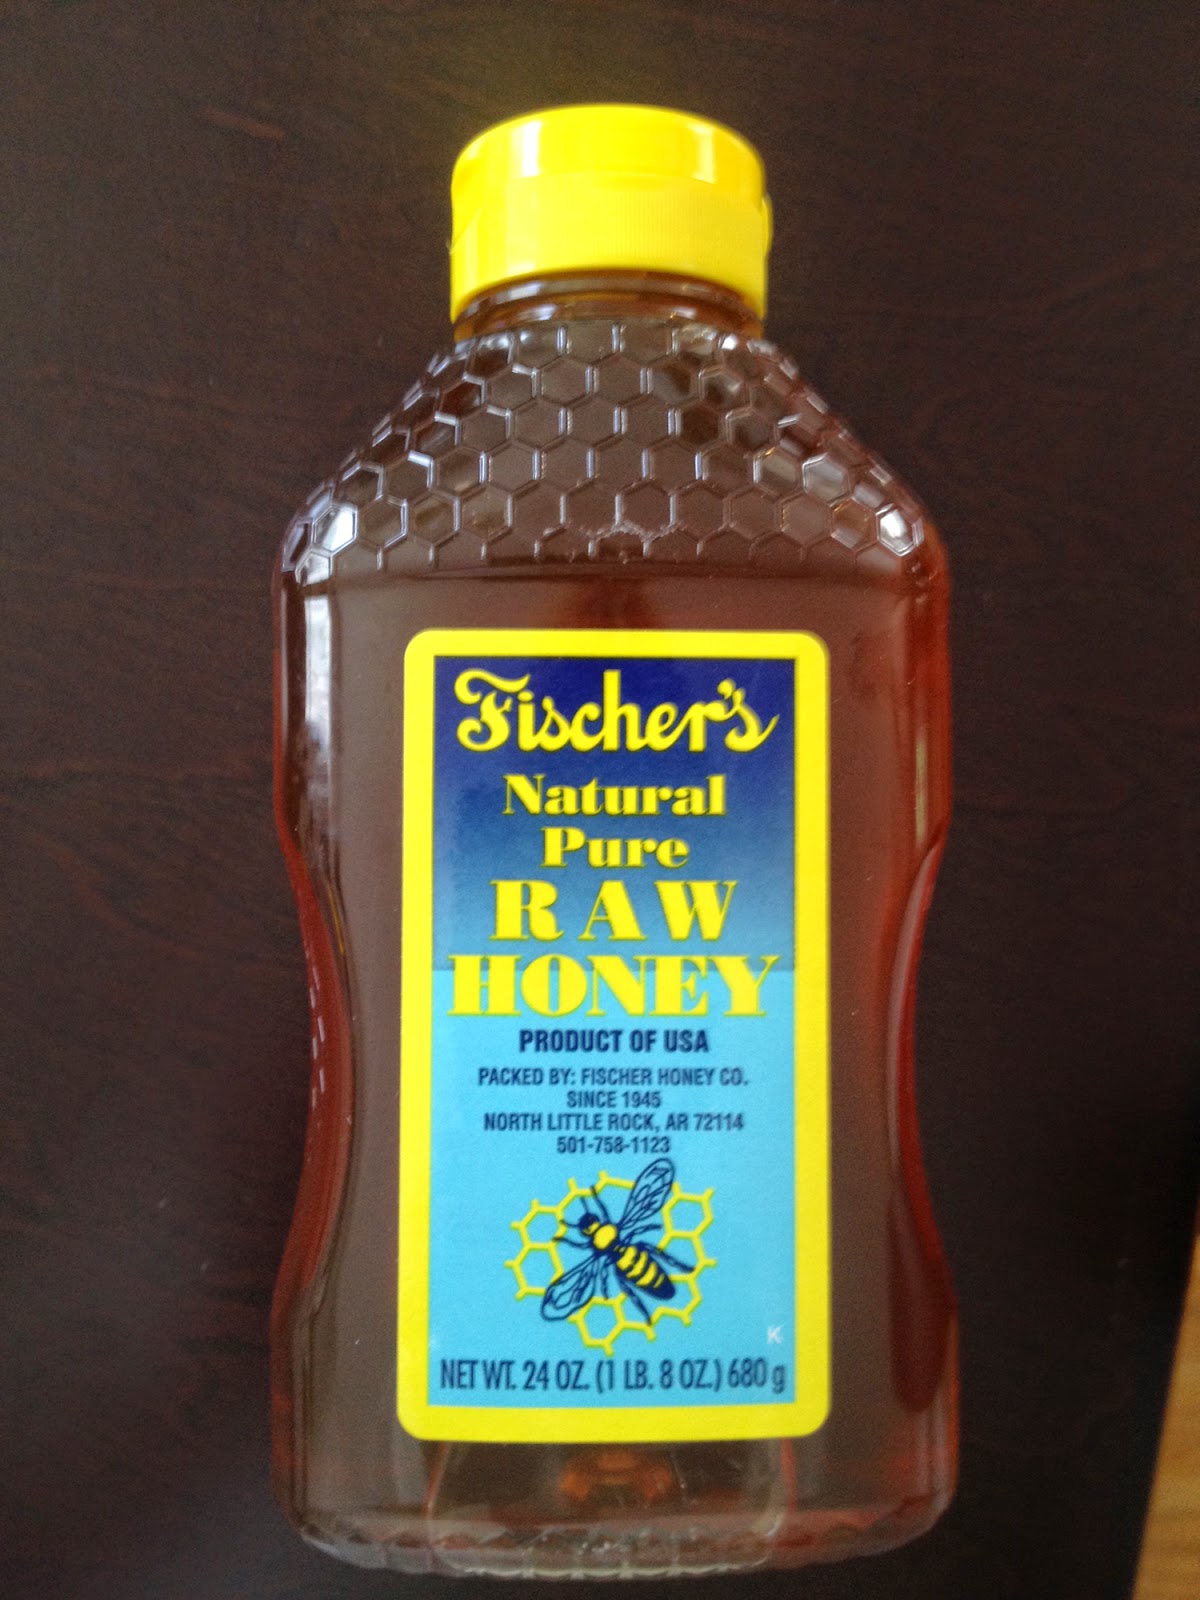 Fischer's
Natural
Pure
RAW
HONEY
PRODUCT OF USA
PACKED BY: FISCHER HONEY CO.
SINCE 1945
NORTH LITTLE ROCK, AR 72114
501-758-1123
K
NET WT. 24 OZ. (1 LB. 8 OZ.) 680 g